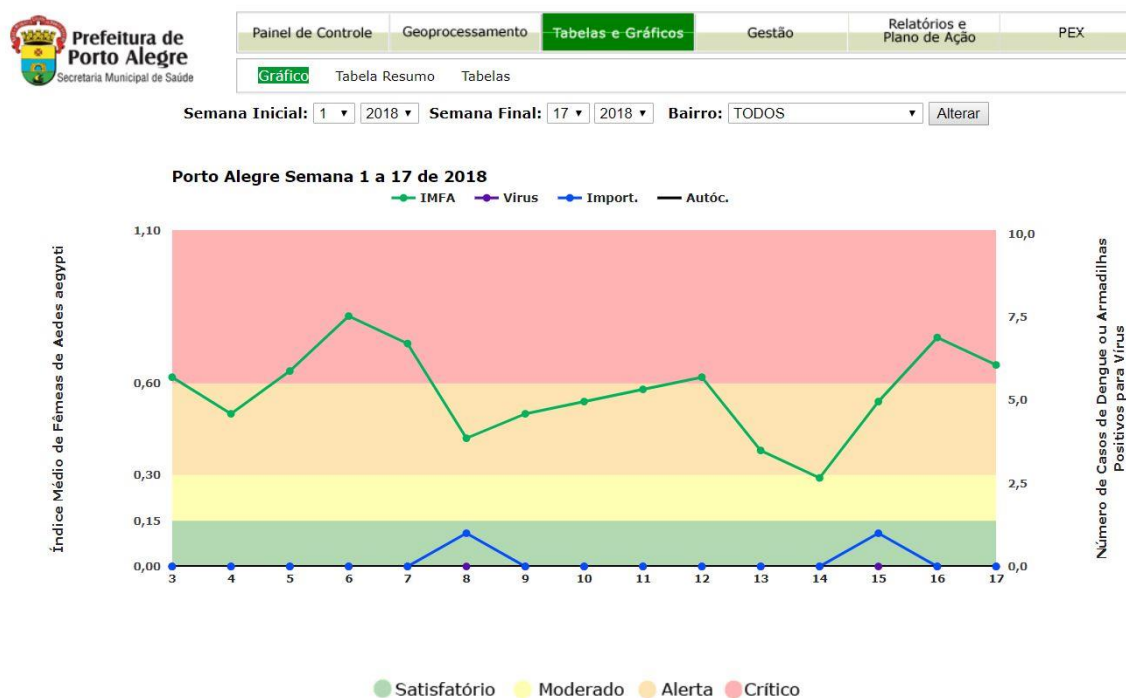 Prefeitura de
Porto Alegre
Secretaria Municipal de Saúde
Painel de Controle Geoprocessamento Tabelas e Gráficos Gestão Relatórios e Plano de Ação PEX
Gráfico Tabela Resumo Tabelas
Semana Inicial: 1 2018 Semana Final: 17 2018 Bairro: TODOS Alterar
Porto Alegre Semana 1 a 17 de 2018
IMFA Virus Import. Autóc.
Índice Médio de Fêmeas de Aedes aegypti
1,10
0,60
0,30
0,15
0,00
10,0
7,5
5,0
2,5
0,0
Número de Casos de Dengue ou Armadilhas
Positivos para Vírus
3 4 5 6 7 8 9 10 11 12 13 14 15 16 17
Satisfatório Moderado Alerta Crítico